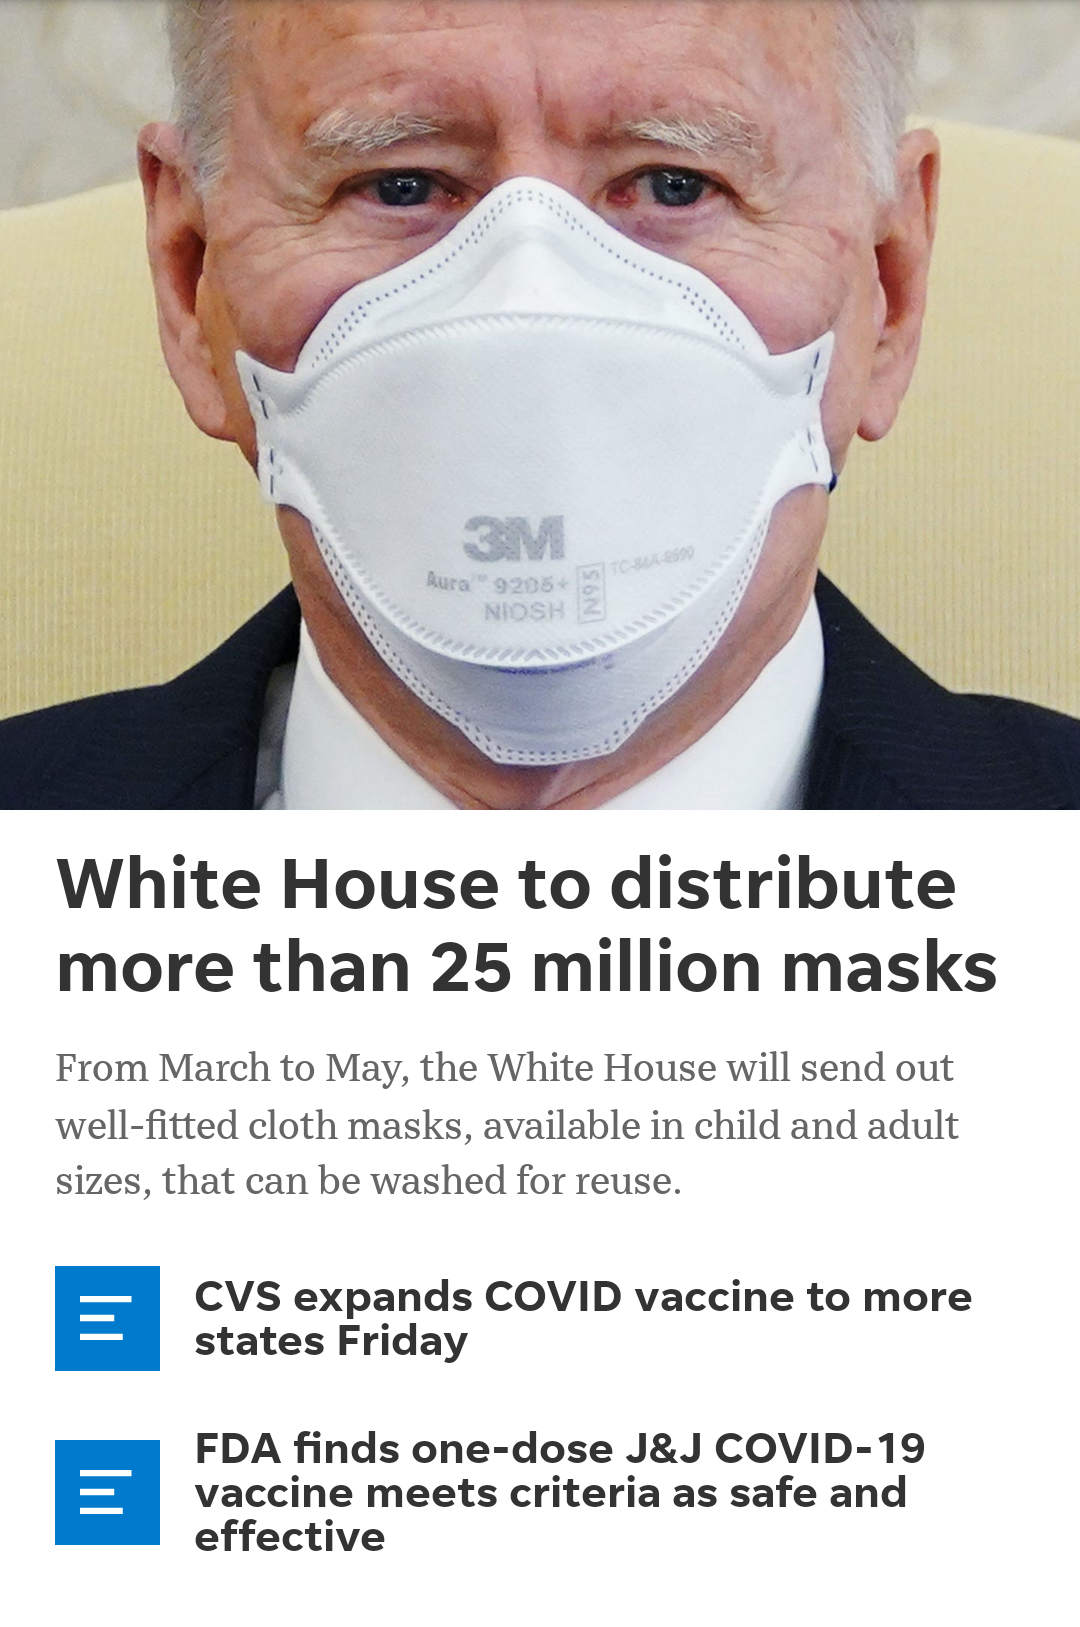 3M
Aura™ 9205+
NIOSH
N95
TC-84A-8590
White House to distribute
more than 25 million masks
From March to May, the White House will send out
well-fitted cloth masks, available in child and adult
sizes, that can be washed for reuse.
CVS expands COVID vaccine to more
states Friday
FDA finds one-dose J&J COVID-19
vaccine meets criteria as safe and
effective